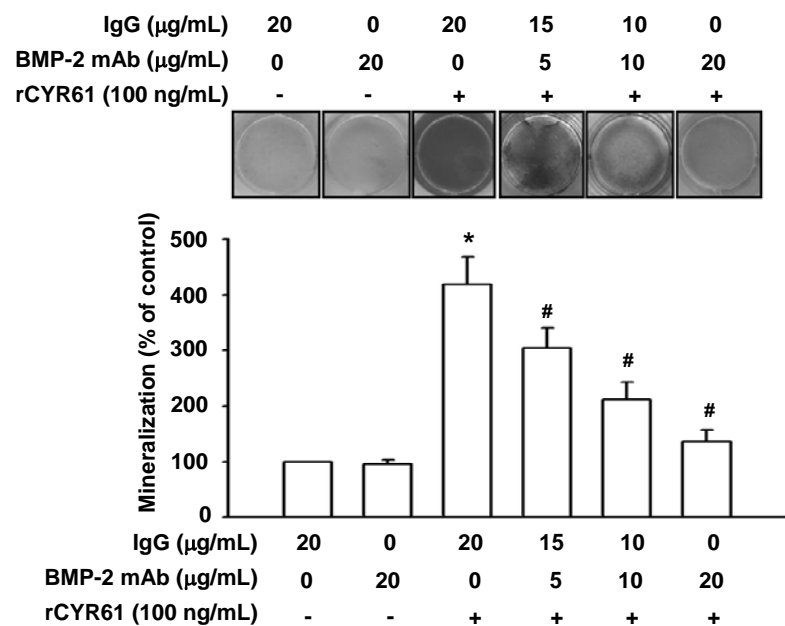 IgG (μg/mL) 20 0 20 15 10 0
BMP-2 mAb (μg/mL) 0 20 0 5 10 20
rCYR61 (100 ng/mL) - - + + + +
Mineralization (% of control)
500
400
300
200
100
0
*
#
#
#
IgG (μg/mL) 20 0 20 15 10 0
BMP-2 mAb (μg/mL) 0 20 0 5 10 20
rCYR61 (100 ng/mL) - - + + + +